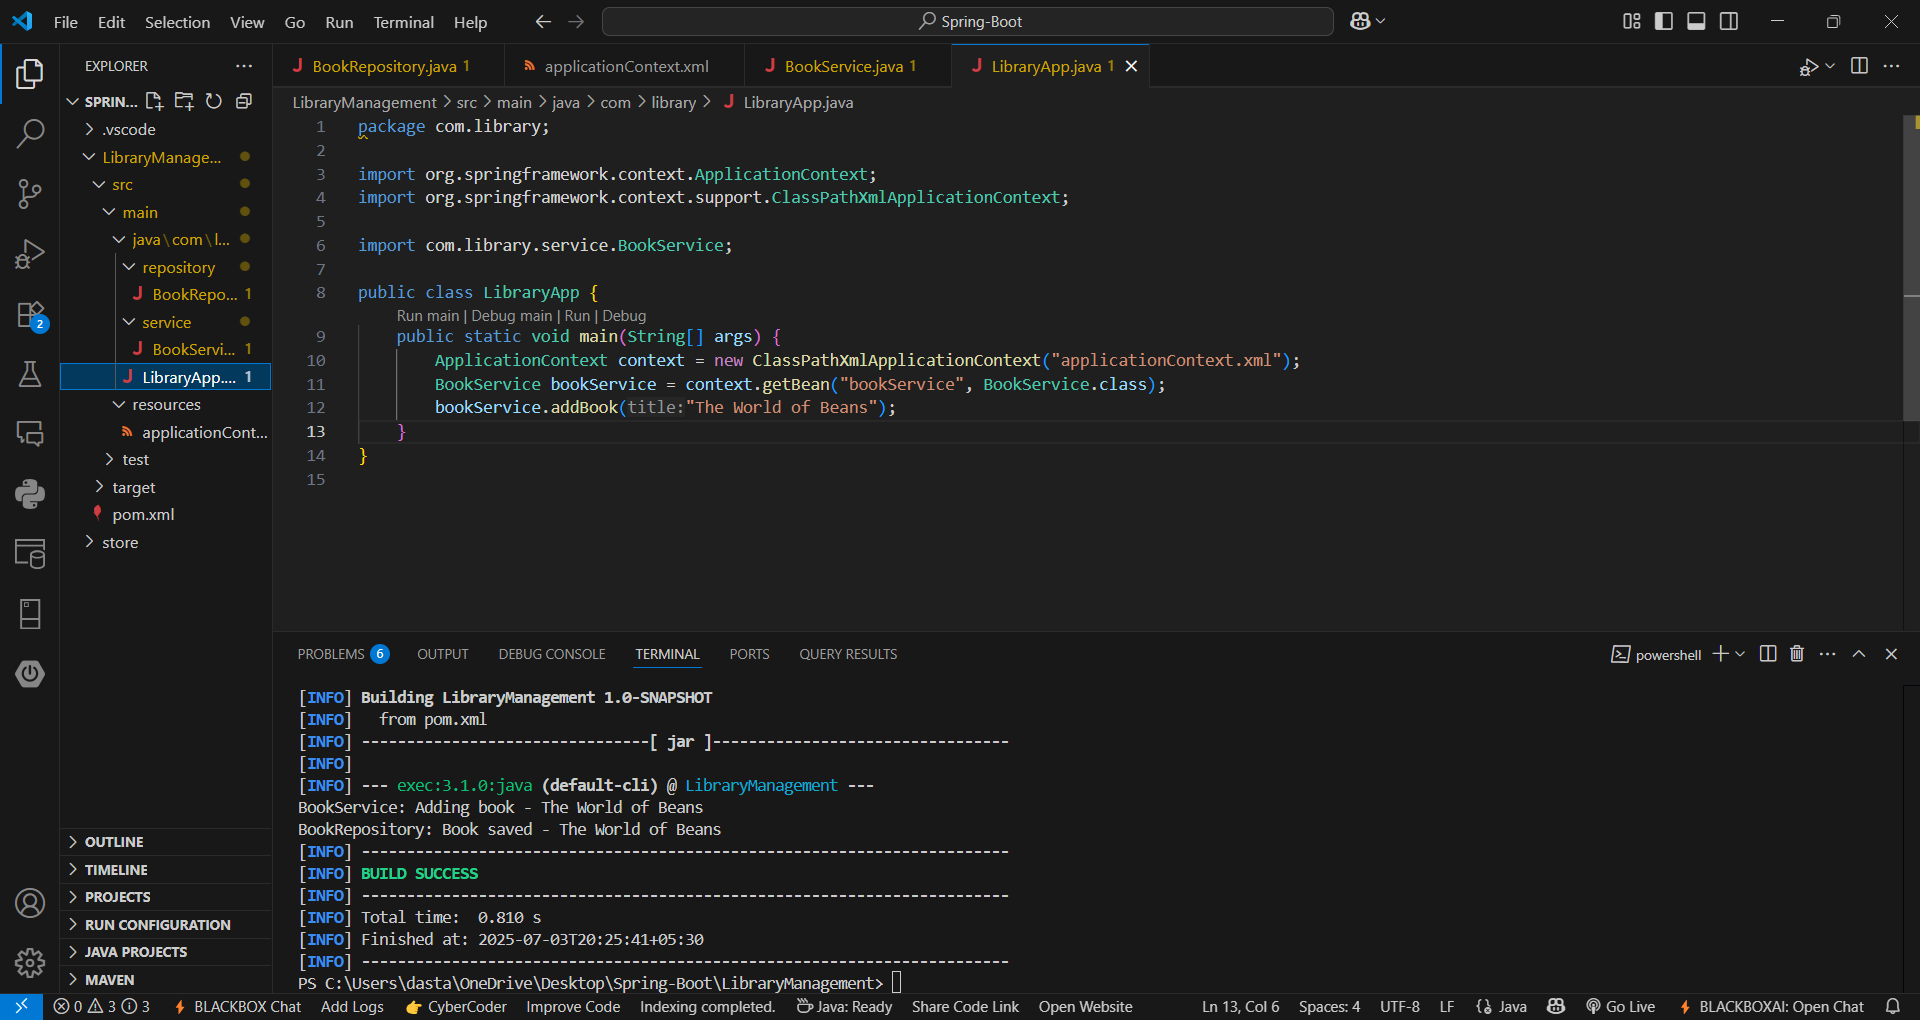 File Edit Selection View Go Run Terminal Help
Spring-Boot
EXPLORER
SPRIN...
.vscode
LibraryManage...
src
main
java\com\l...
repository
BookRepo... 1
service
BookServi... 1
LibraryApp.... 1
resources
applicationCont...
test
target
pom.xml
store
OUTLINE
TIMELINE
PROJECTS
RUN CONFIGURATION
JAVA PROJECTS
MAVEN
2
BookRepository.java 1
applicationContext.xml
BookService.java 1
LibraryApp.java 1
LibraryManagement > src > main > java > com > library > LibraryApp.java
1 package com.library;
2
3 import org.springframework.context.ApplicationContext;
4 import org.springframework.context.support.ClassPathXmlApplicationContext;
5
6 import com.library.service.BookService;
7
8 public class LibraryApp {
Run main | Debug main | Run | Debug
9 public static void main(String[] args) {
10 ApplicationContext context = new ClassPathXmlApplicationContext("applicationContext.xml");
11 BookService bookService = context.getBean("bookService", BookService.class);
12 bookService.addBook(title:"The World of Beans");
13 }
14 }
15
PROBLEMS 6 OUTPUT DEBUG CONSOLE TERMINAL PORTS QUERY RESULTS
powershell
[INFO] Building LibraryManagement 1.0-SNAPSHOT
[INFO]   from pom.xml
[INFO] --------------------------------[ jar ]---------------------------------
[INFO]
[INFO] --- exec:3.1.0:java (default-cli) @ LibraryManagement ---
BookService: Adding book - The World of Beans
BookRepository: Book saved - The World of Beans
[INFO] ------------------------------------------------------------------------
[INFO] BUILD SUCCESS
[INFO] ------------------------------------------------------------------------
[INFO] Total time:  0.810 s
[INFO] Finished at: 2025-07-03T20:25:41+05:30
[INFO] ------------------------------------------------------------------------
PS C:\Users\dasta\OneDrive\Desktop\Spring-Boot\LibraryManagement>
0 3 3 BLACKBOX Chat Add Logs CyberCoder Improve Code Indexing completed. Java: Ready Share Code Link Open Website Ln 13, Col 6 Spaces: 4 UTF-8 LF Java Go Live BLACKBOXAI: Open Chat